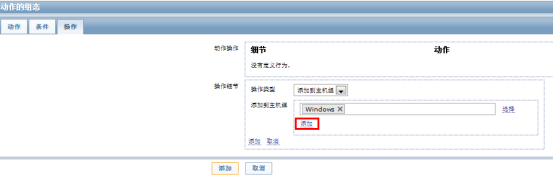 动作的组态
动作 条件 操作
动作操作 细节 动作
没有定义行为。
操作细节 操作类型 添加到主机组
添加到主机组 Windows 选择
添加
添加 取消
添加 取消